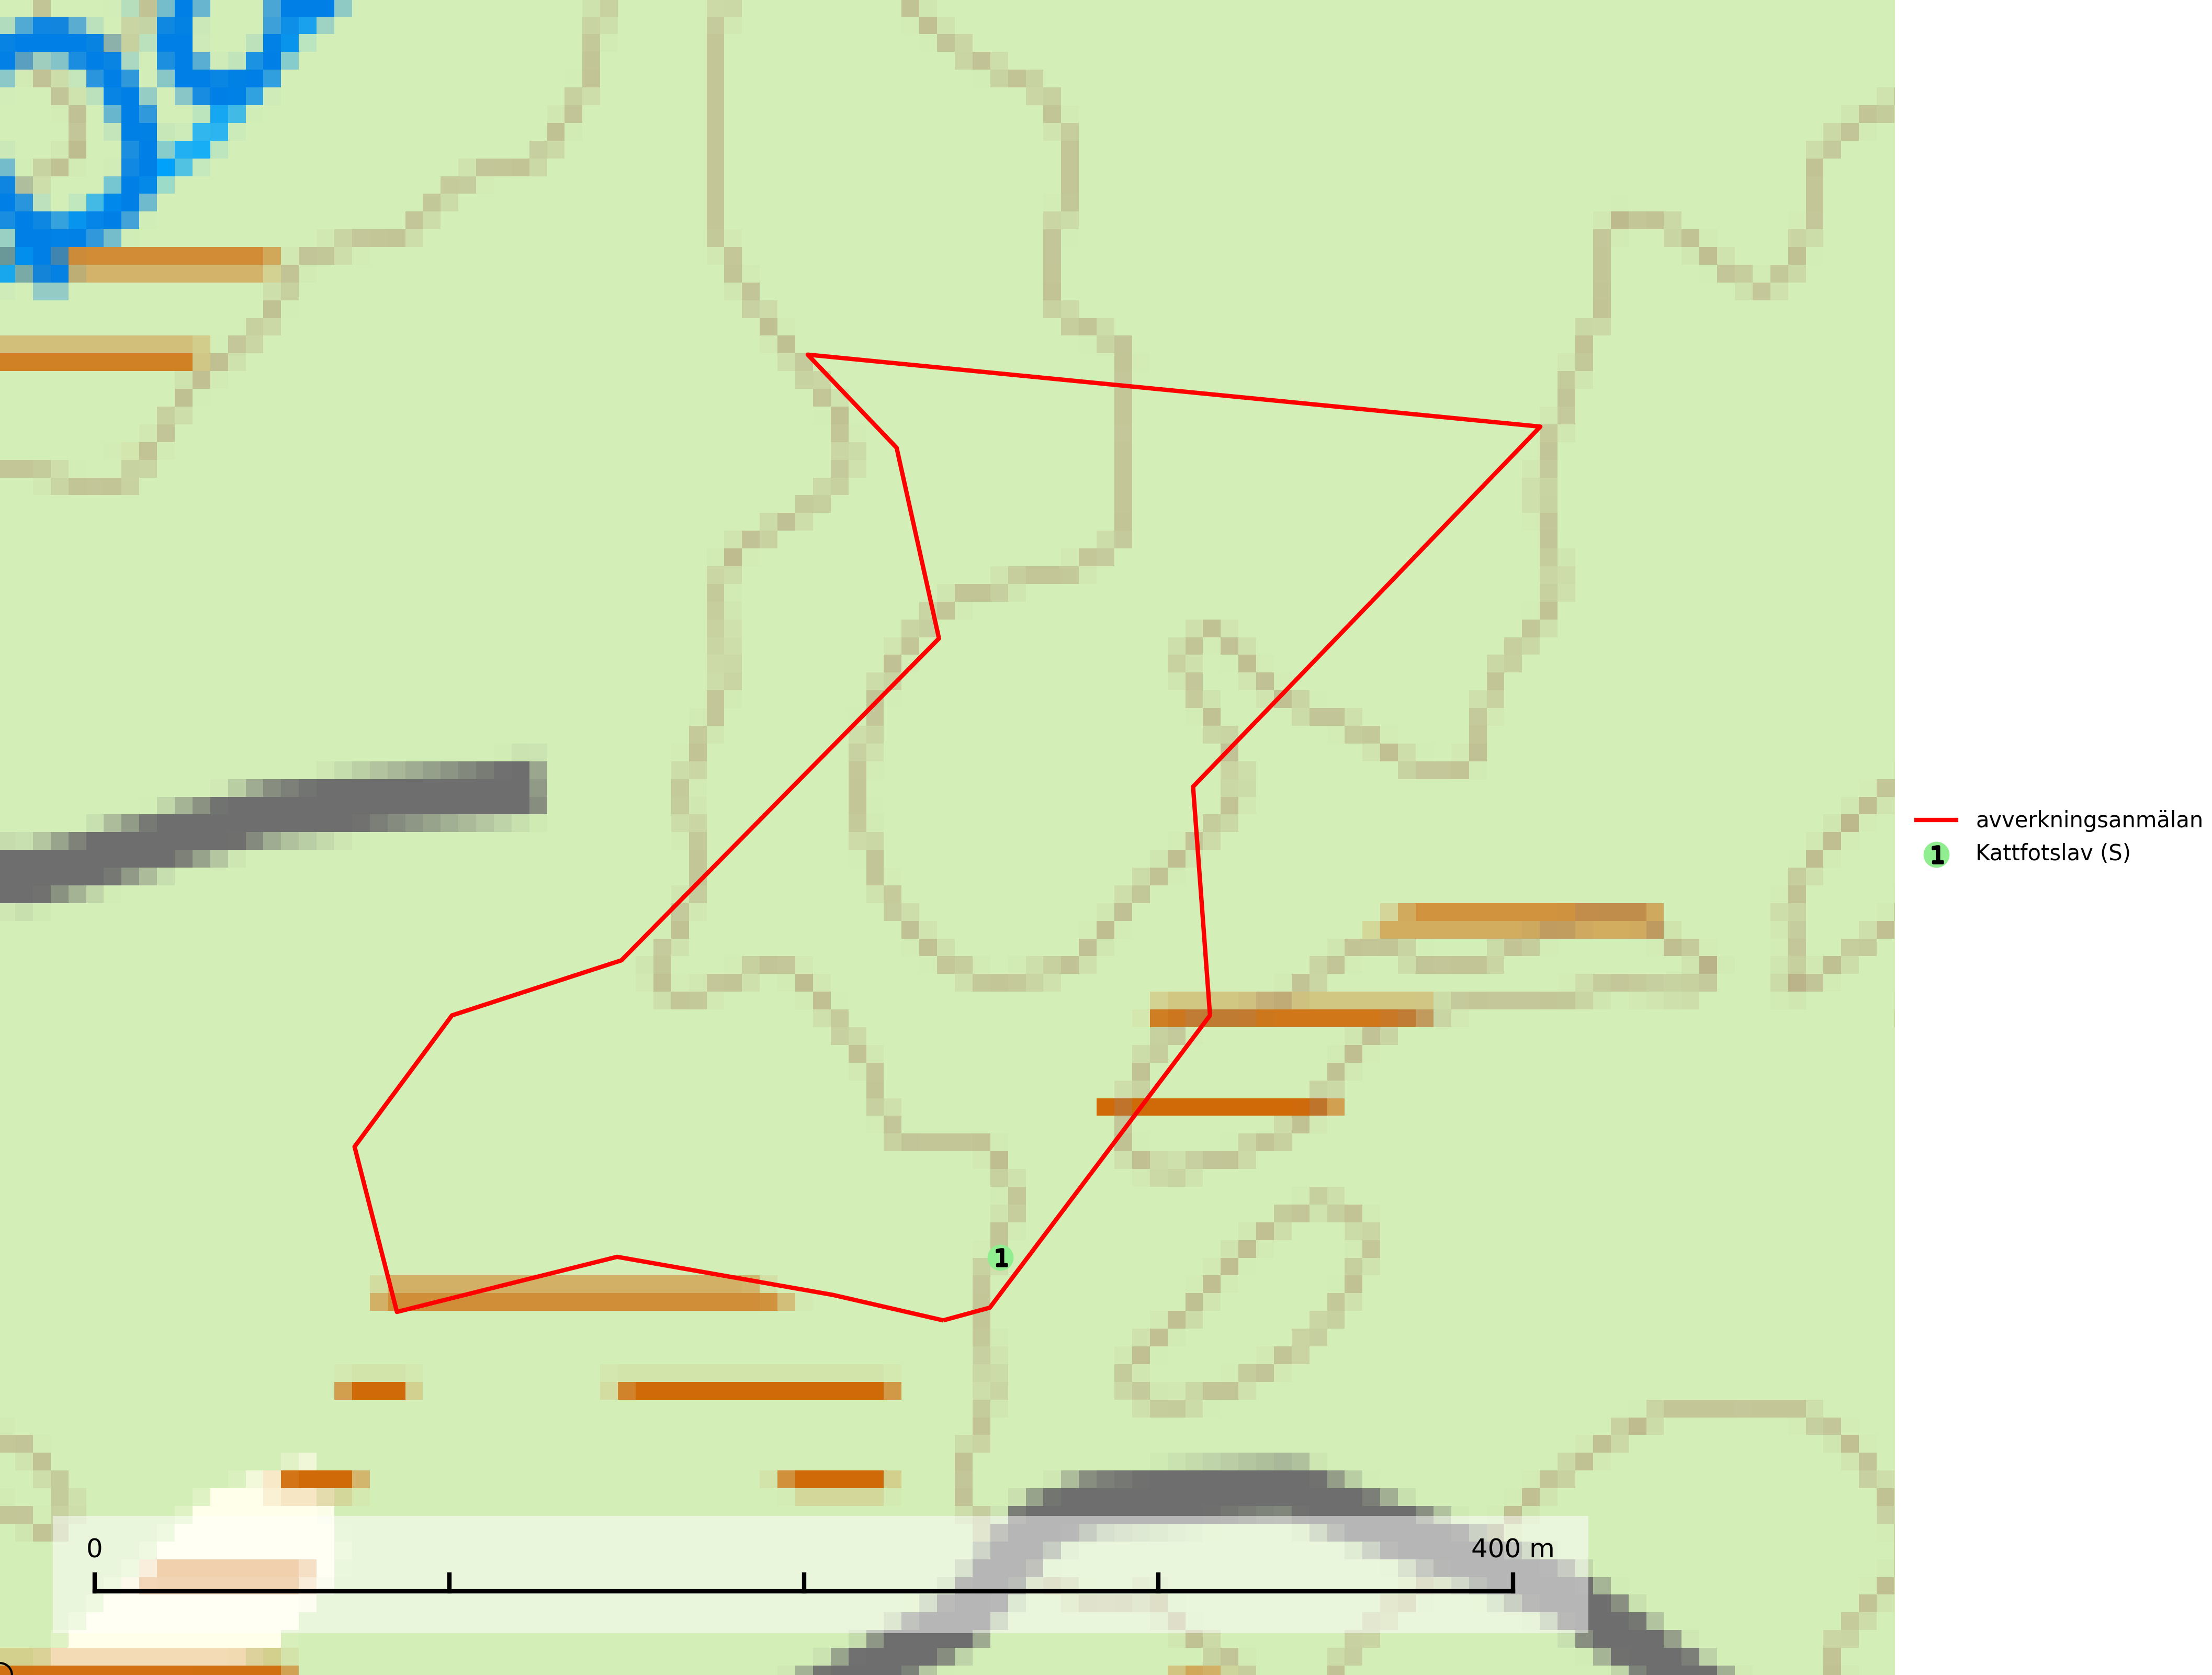 avverkningsanmälan
1 Kattfotslav (S)
1
0 400 m